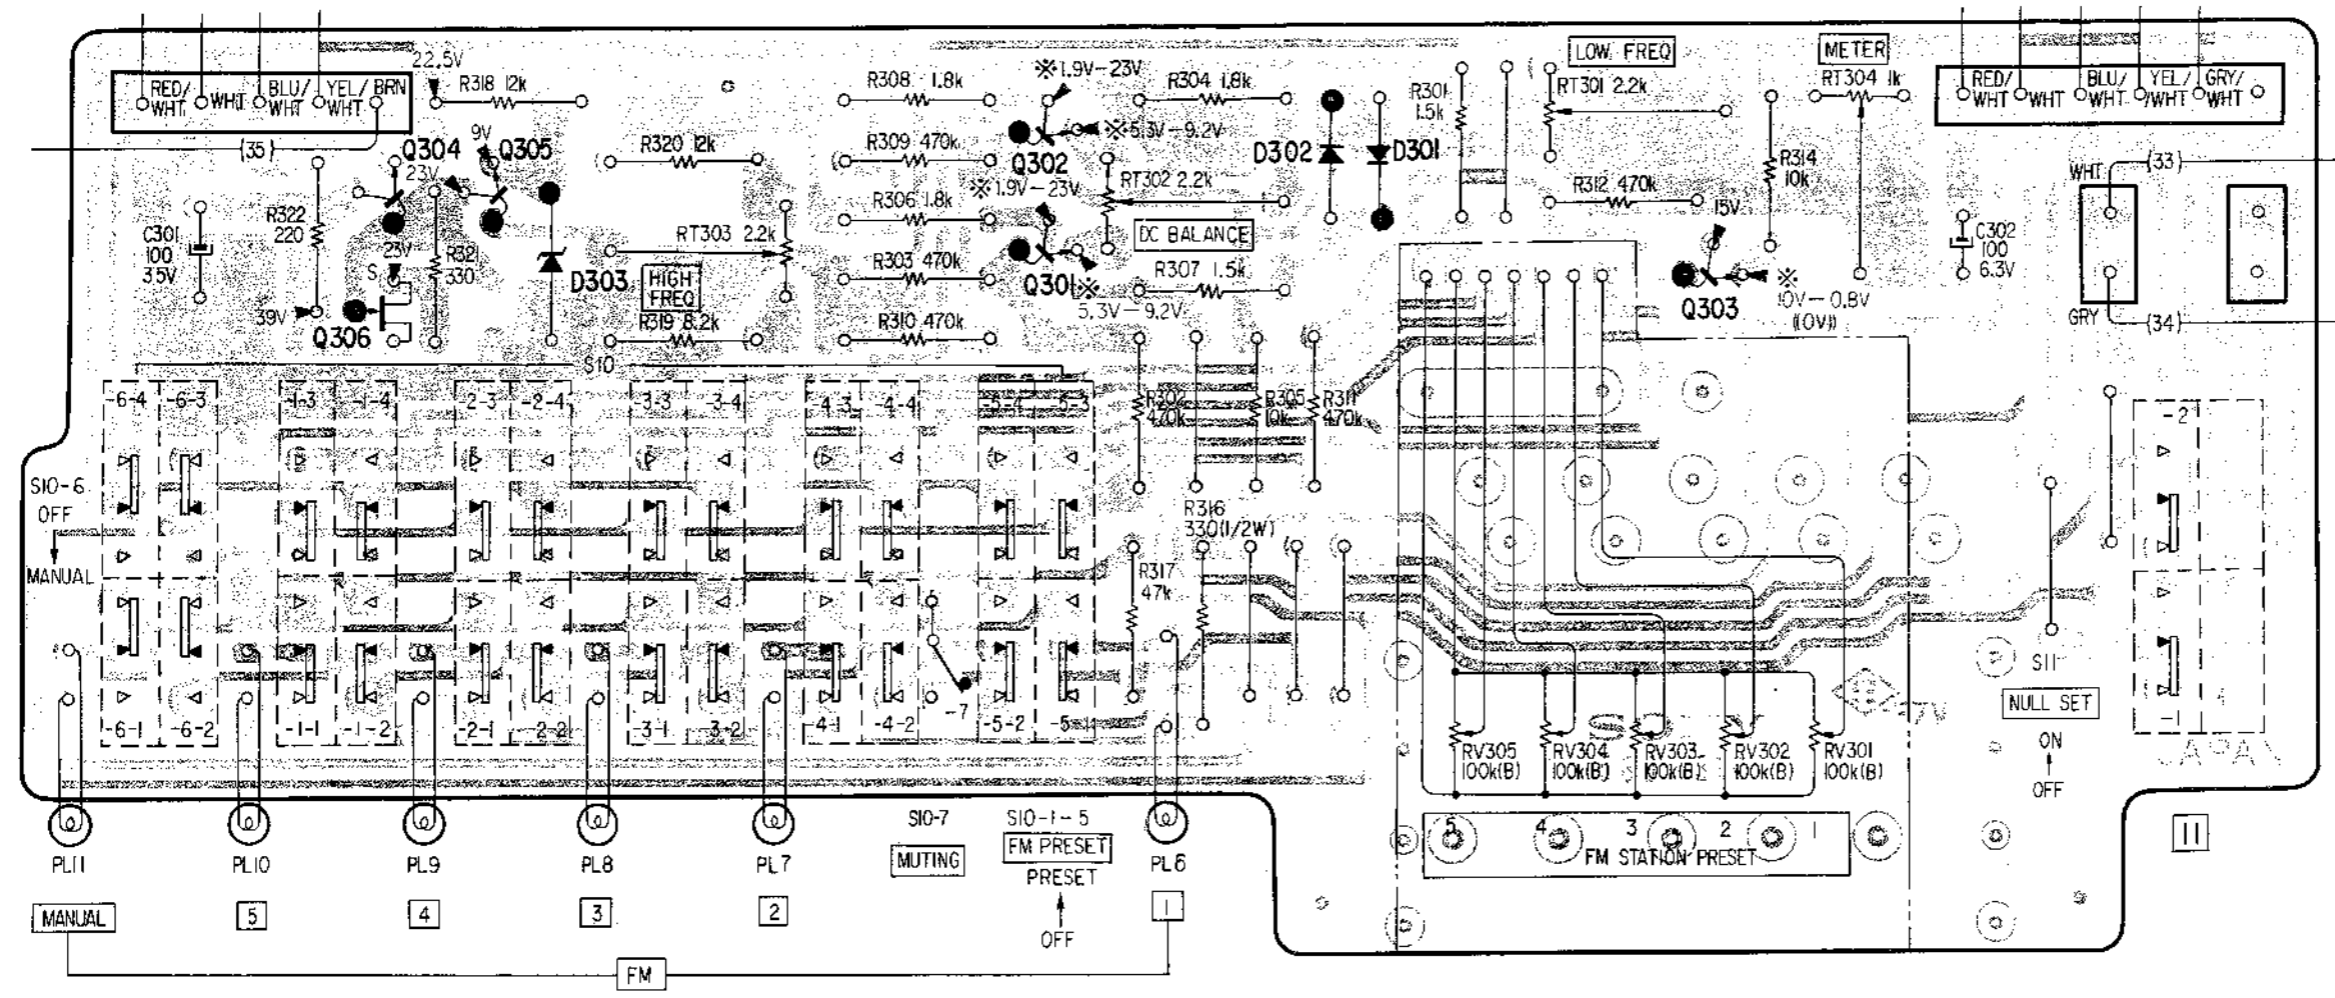 RED/ WHT
WHT
BLU/ WHT
YEL/ WHT
BRN
22.5V
R318 12k
R308 1.8k
※1.9V-23V
R304 1.8k
R301 1.5k
LOW FREQ
RT301 2.2k
METER
RT304 1k
RED/ WHT
WHT
BLU/ WHT
YEL/ /WHT
GRY/ WHT
(35)
Q304
23V
9V
Q305
R320 12k
R309 470k
※5.3V-9.2V
Q302
D302
D301
R314 10k
WHT
(33)
R322 220
C301 100 35V
23V
S
R321 330
D303
RT303 2.2k
HIGH FREQ
R306 1.8k
※1.9V-23V
RT302 2.2k
DC BALANCE
R312 470k
15V
C302 100 6.3V
R303 470k
Q301
※
5.3V-9.2V
R307 1.5k
Q303
※
10V-0.8V
(10V)
39V
Q306
R319 8.2k
R310 470k
GRY
(34)
S10
-6-4
-6-3
-1-3
-1-4
2-3
-2-4
-3-3
-3-4
-4-3
-4-4
-5-4
-5-3
R302 470k
R305 10k
R311 470k
-2
S10-6
OFF
MANUAL
R316
330(1/2W)
R317 47k
S11
NULL SET
ON
OFF
-6-1
-6-2
-1-1
-1-2
-2-1
-2-2
-3-1
3-2
-4-1
-4-2
-7
-5-2
-5-
-1
RV305 100k(B)
RV304 100k(B)
RV303 100k(B)
RV302 100k(B)
RV301 100k(B)
5
4
3
2
1
FM STATION PRESET
11
PL11
PL10
PL9
PL8
PL7
S10-7
MUTING
S10-1-5
FM PRESET
PRESET
OFF
PL6
MANUAL
5
4
3
2
1
FM